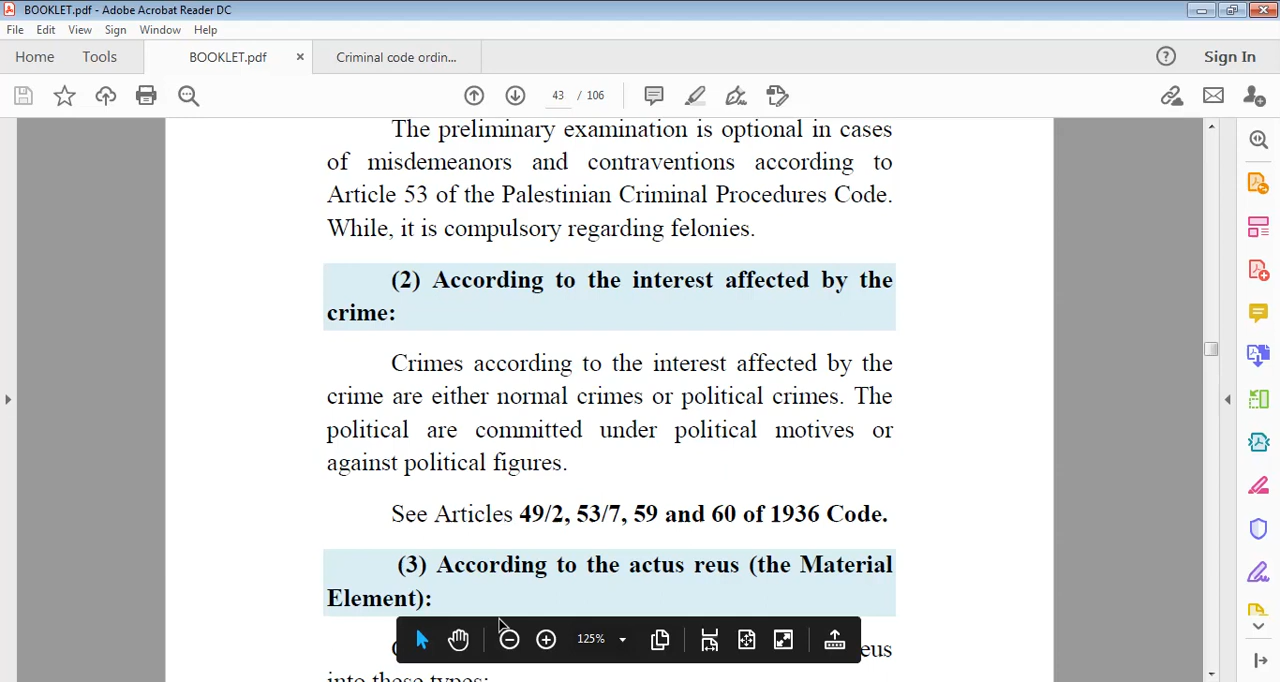 BOOKLET.pdf - Adobe Acrobat Reader DC
File Edit View Sign Window Help
Home Tools BOOKLET.pdf × Criminal code ordin... Sign In
43 / 106
The preliminary examination is optional in cases
of misdemeanors and contraventions according to
Article 53 of the Palestinian Criminal Procedures Code.
While, it is compulsory regarding felonies.
(2) According to the interest affected by the
crime:
Crimes according to the interest affected by the
crime are either normal crimes or political crimes. The
political are committed under political motives or
against political figures.
See Articles 49/2, 53/7, 59 and 60 of 1936 Code.
(3) According to the actus reus (the Material
Element):
125%
into these types: